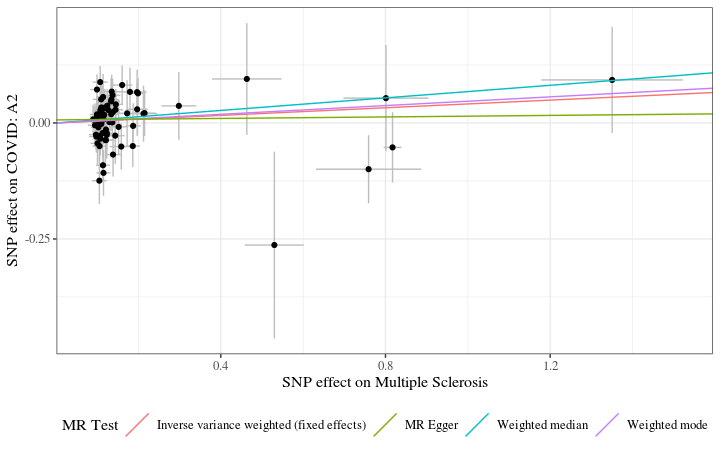 SNP effect on COVID: A2
0.00
-0.25
0.4
0.8
1.2
SNP effect on Multiple Sclerosis
MR Test
Inverse variance weighted (fixed effects)
MR Egger
Weighted median
Weighted mode